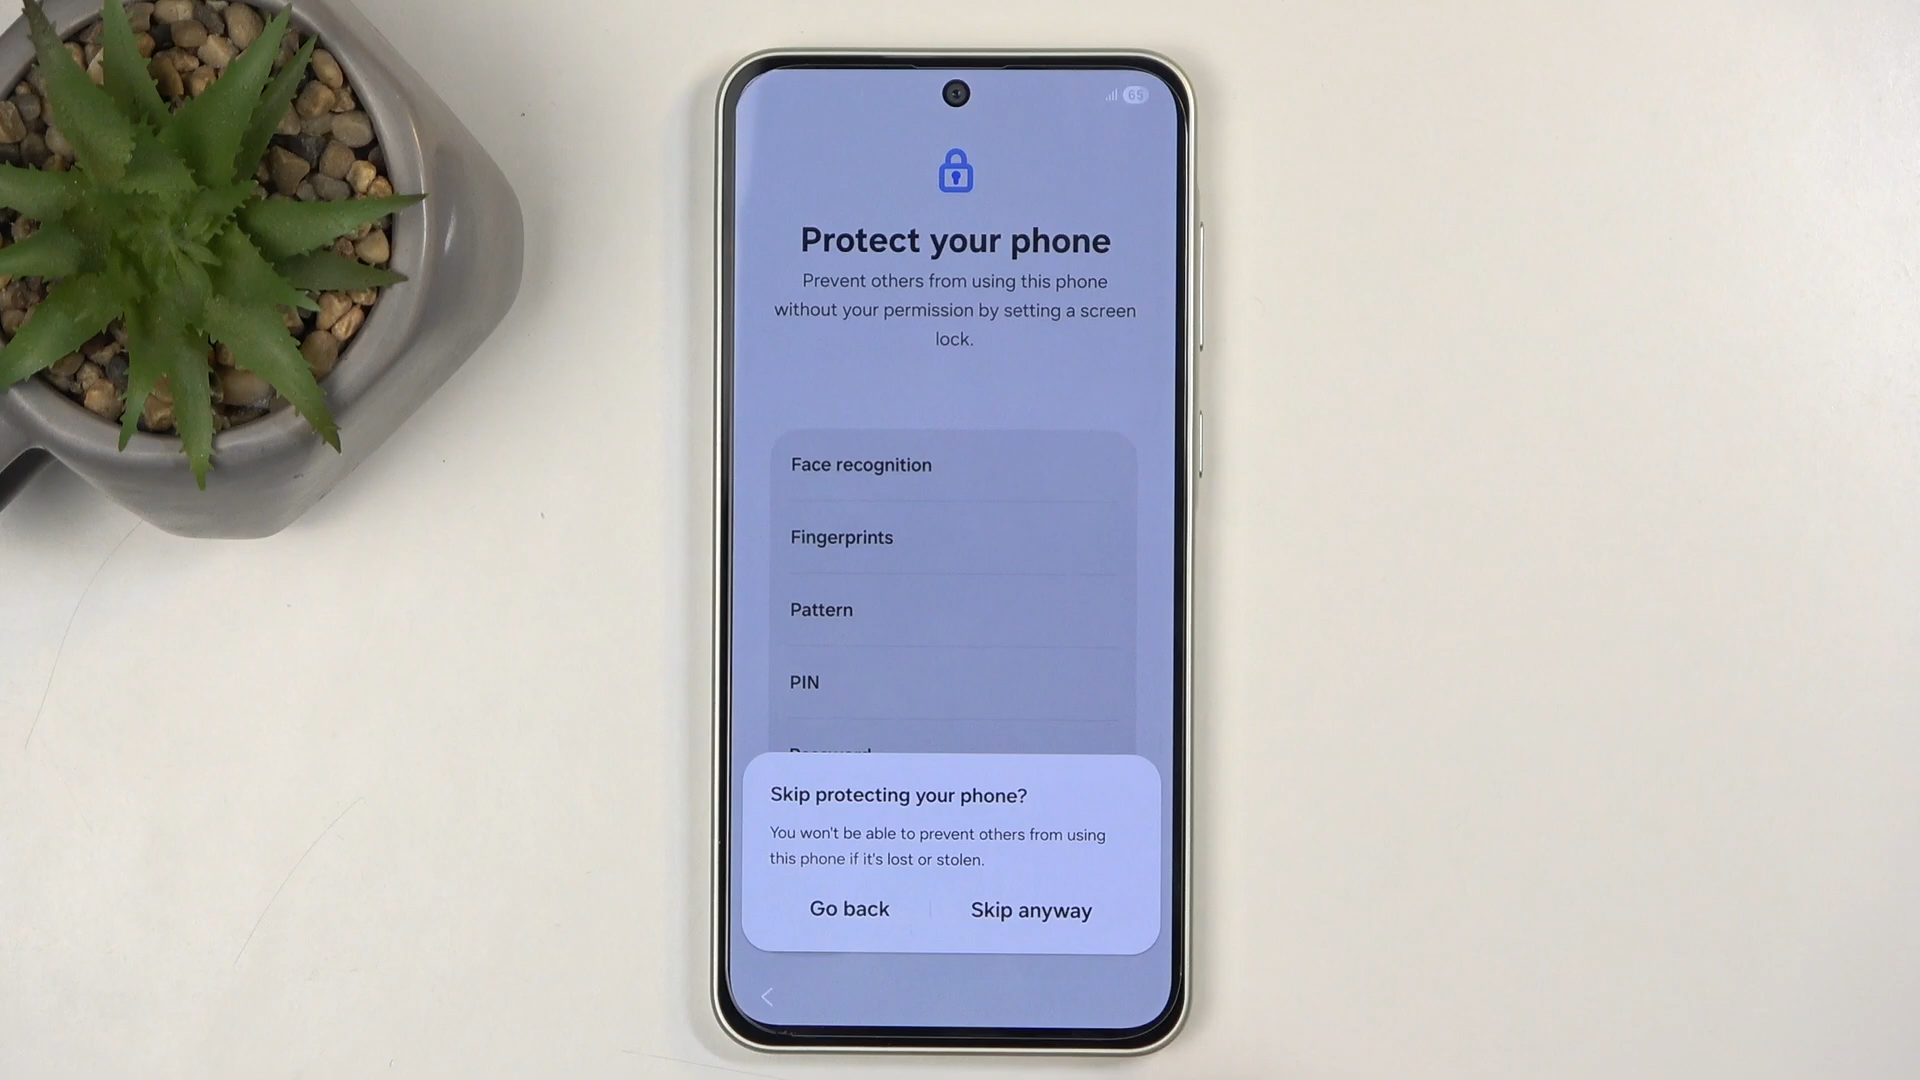 65
Protect your phone
Prevent others from using this phone
without your permission by setting a screen
lock.
Face recognition
Fingerprints
Pattern
PIN
Password
Skip protecting your phone?
You won't be able to prevent others from using
this phone if it's lost or stolen.
Go back
Skip anyway